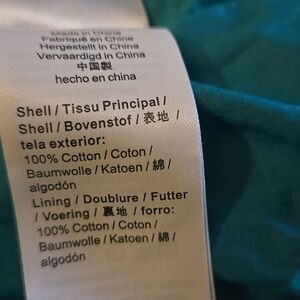 Made in China
Fabriqué en Chine
Hergestellt in China
Vervaardigd in China
中国製
hecho en china
Shell / Tissu Principal /
Shell / Bovenstof / 表地 /
tela exterior:
100% Cotton / Coton /
Baumwolle / Katoen / 綿 /
algodón
Lining / Doublure / Futter
/ Voering / 裏地 / forro:
100% Cotton / Coton /
Baumwolle / Katoen / 綿 /
algodón